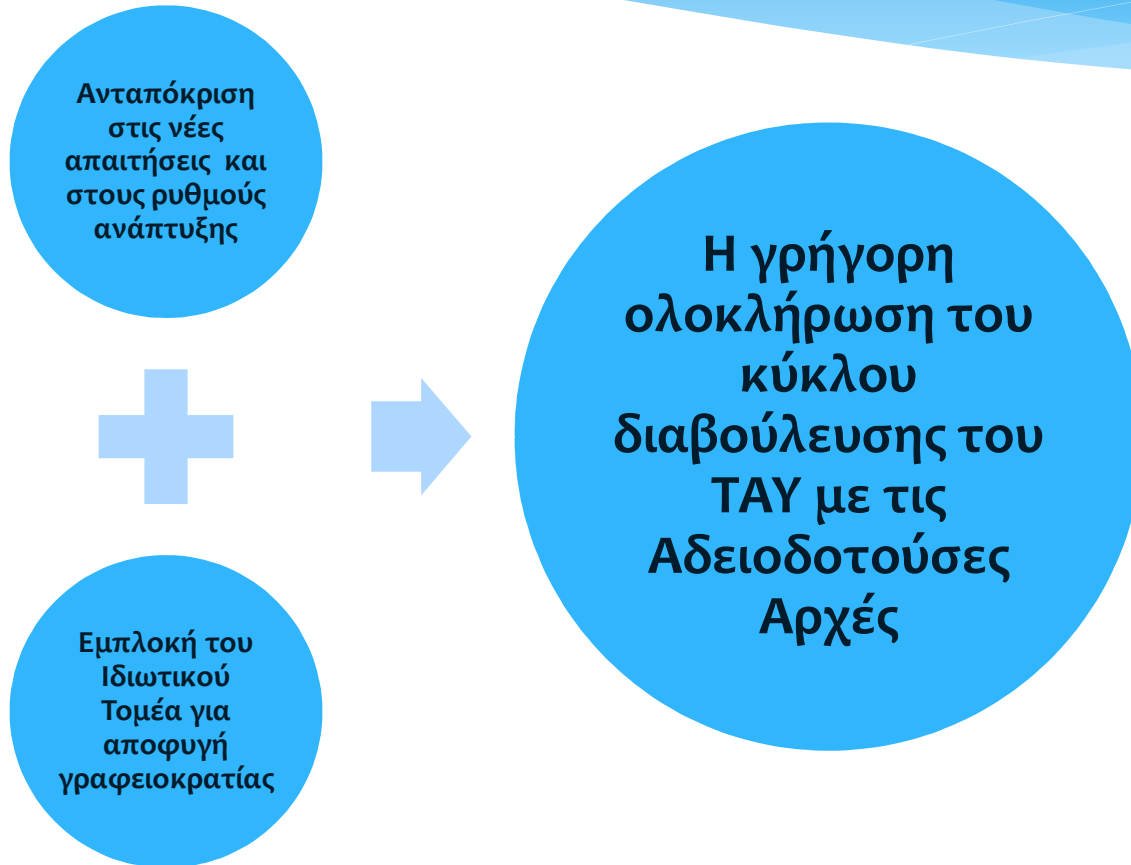 Ανταπόκριση
στις νέες
απαιτήσεις και
στους ρυθμούς
ανάπτυξης
Εμπλοκή του
Ιδιωτικού
Τομέα για
αποφυγή
γραφειοκρατίας
Η γρήγορη
ολοκλήρωση του
κύκλου
διαβούλευσης του
ΤΑΥ με τις
Αδειοδοτούσες
Αρχές